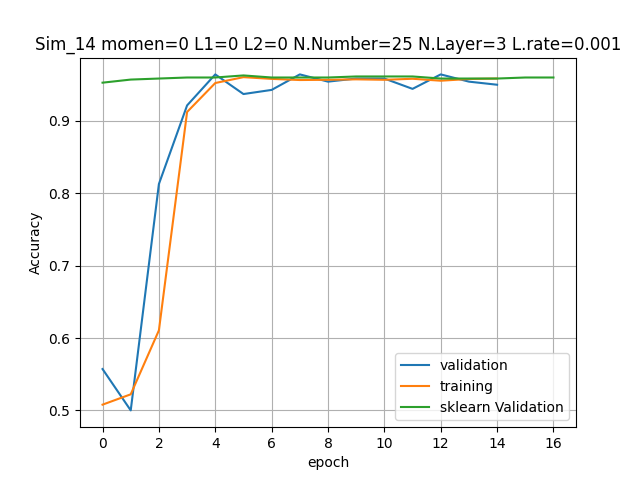 Sim_14 momen=0 L1=0 L2=0 N.Number=25 N.Layer=3 L.rate=0.001
Accuracy
0.9
0.8
0.7
0.6
0.5
validation
training
sklearn Validation
0 2 4 6 8 10 12 14 16
epoch